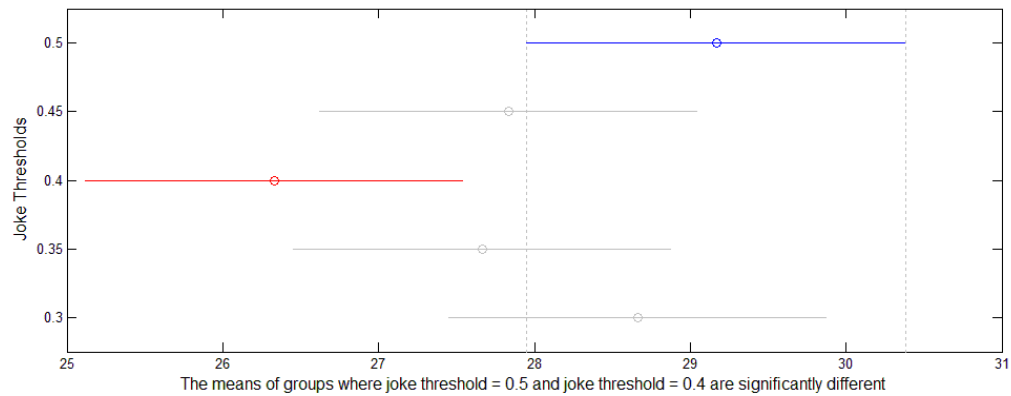 Joke Thresholds
0.5
0.45
0.4
0.35
0.3
25 26 27 28 29 30 31
The means of groups where joke threshold = 0.5 and joke threshold = 0.4 are significantly different